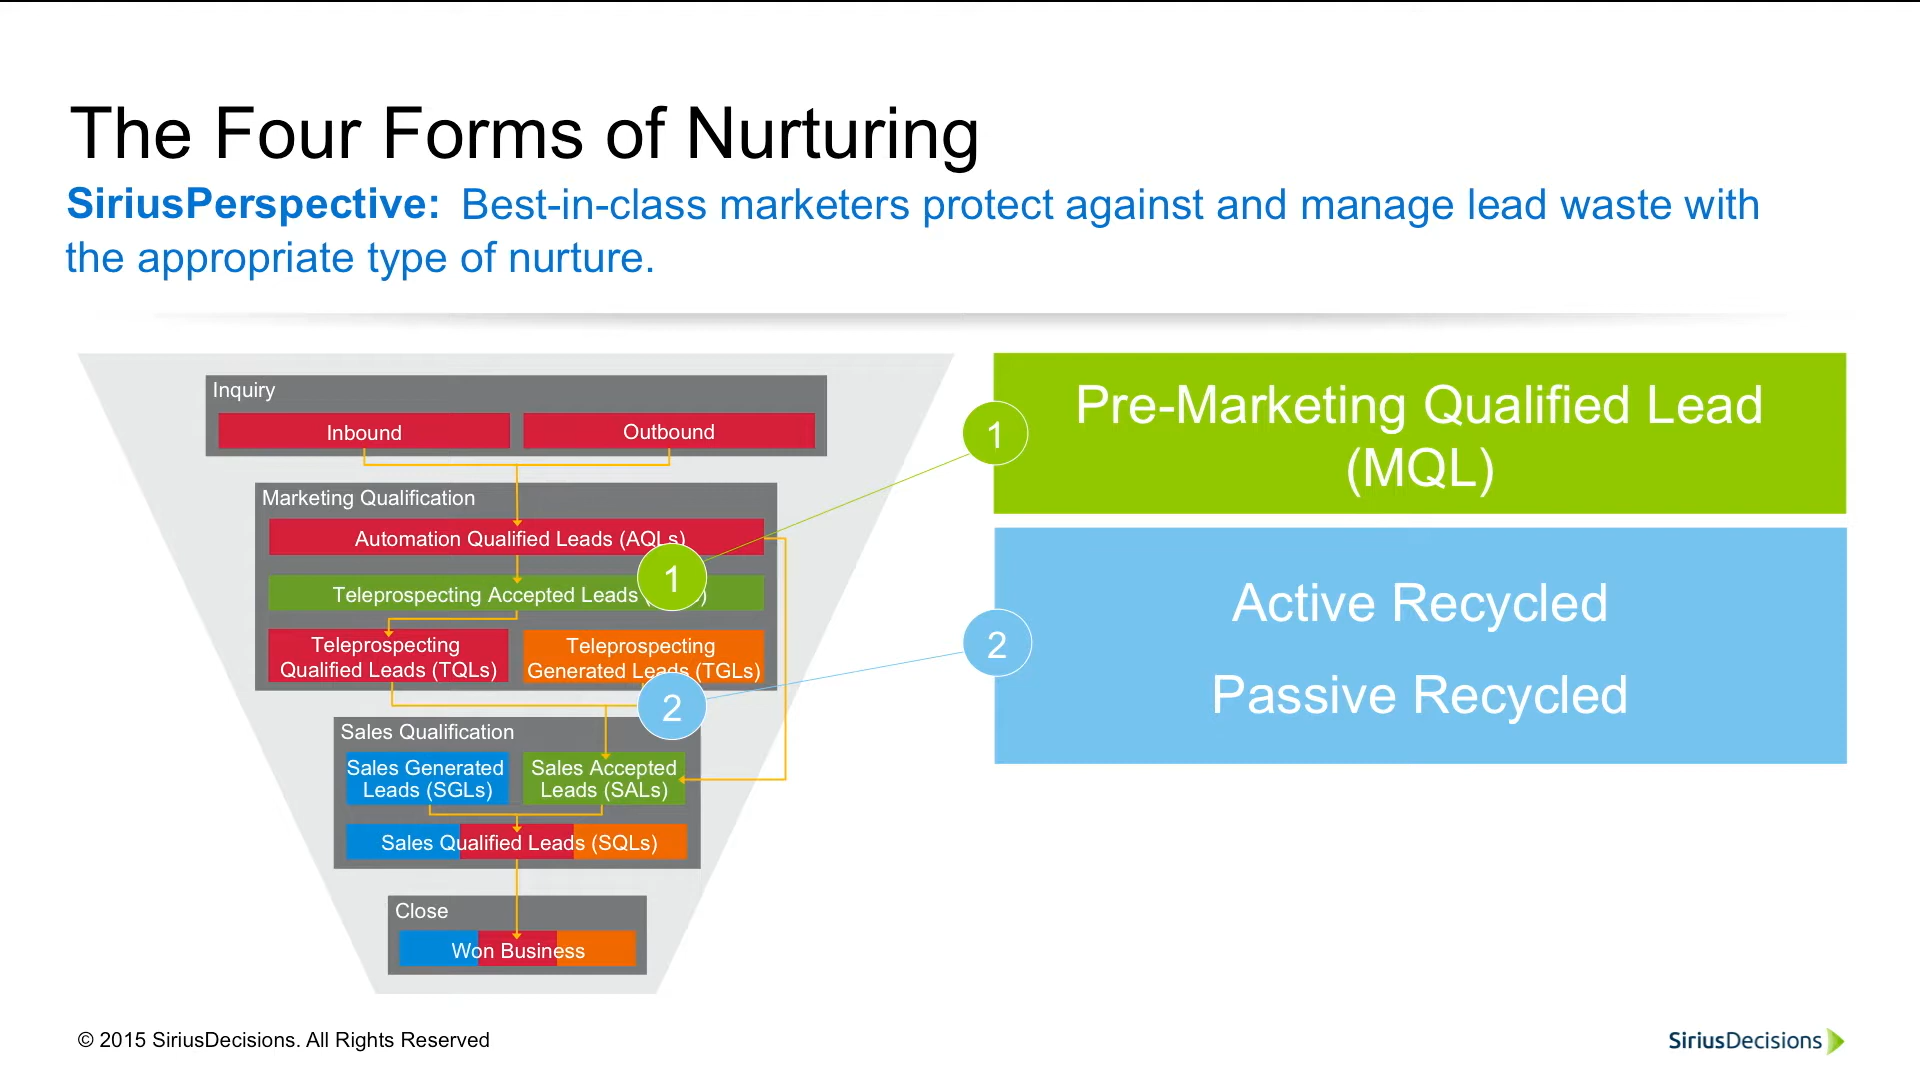 The Four Forms of Nurturing
SiriusPerspective: Best-in-class marketers protect against and manage lead waste with
the appropriate type of nurture.
Inquiry
Inbound
Outbound
Marketing Qualification
Automation Qualified Leads (AQLs)
Teleprospecting Accepted Leads
1
Teleprospecting
Qualified Leads (TQLs)
Teleprospecting
Generated Leads (TGLs)
2
Sales Qualification
Sales Generated
Leads (SGLs)
Sales Accepted
Leads (SALs)
Sales Qualified Leads (SQLs)
Close
Won Business
1
Pre-Marketing Qualified Lead
(MQL)
2
Active Recycled
Passive Recycled
© 2015 SiriusDecisions. All Rights Reserved
SiriusDecisions